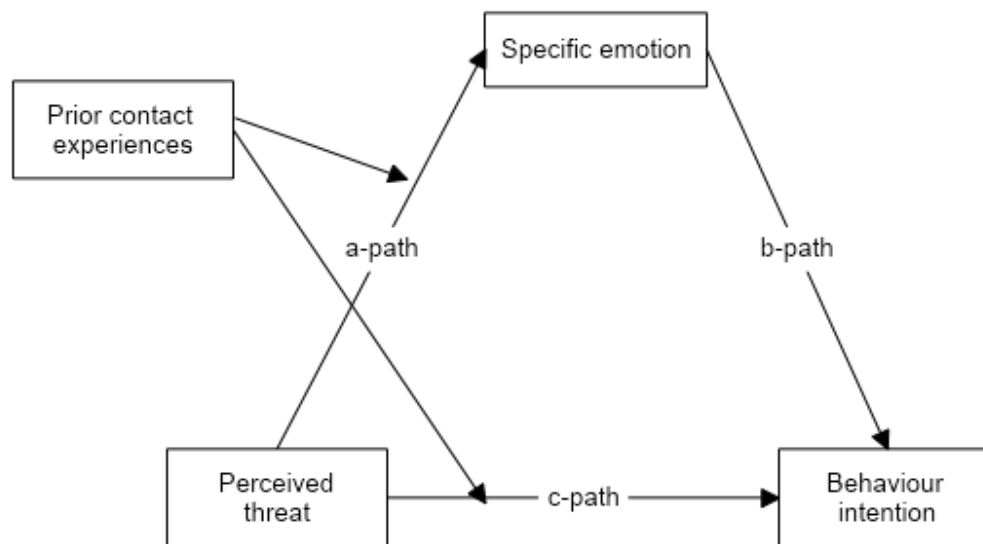 Specific emotion
Prior contact
experiences
a-path
b-path
Perceived
threat
c-path
Behaviour
intention